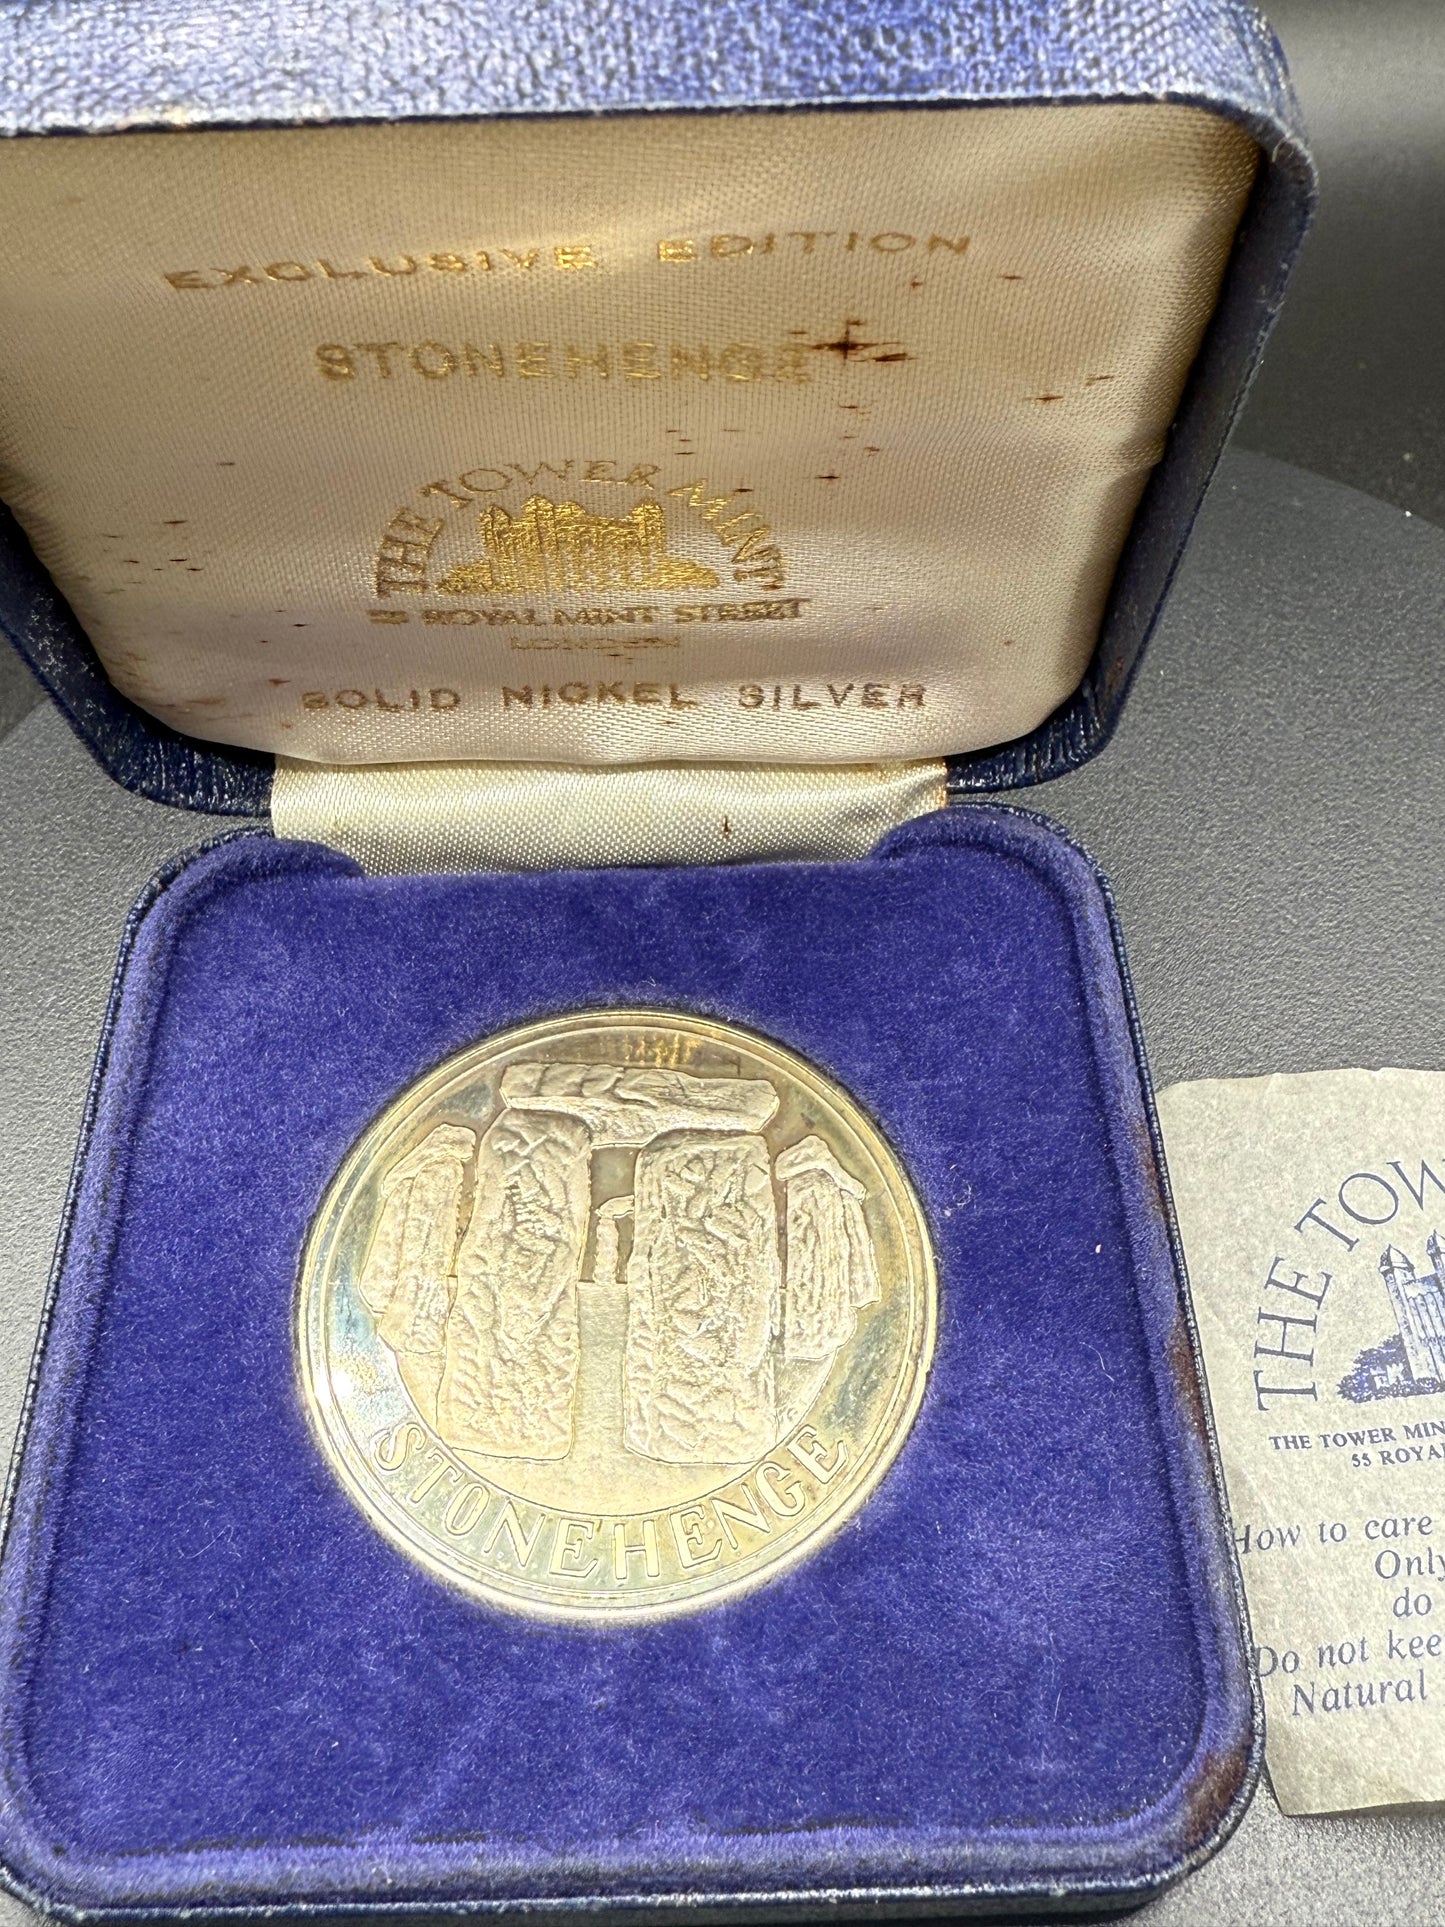 EXCLUSIVE EDITION
STONEHENGE
THE TOWER MINT
55 ROYAL MINT STREET
LONDON
SOLID NICKEL SILVER
STONEHENGE
THE TOW
THE TOWER MIN
55 ROYA
How to care
Only
do
Do not kee
Natural